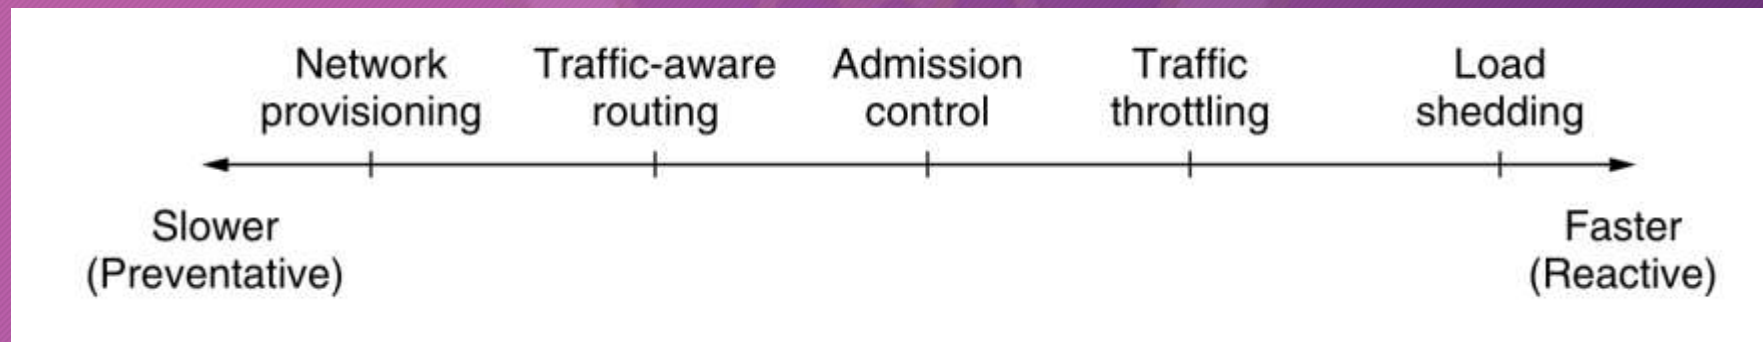 Network
provisioning
Traffic-aware
routing
Admission
control
Traffic
throttling
Load
shedding
Slower
(Preventative)
Faster
(Reactive)